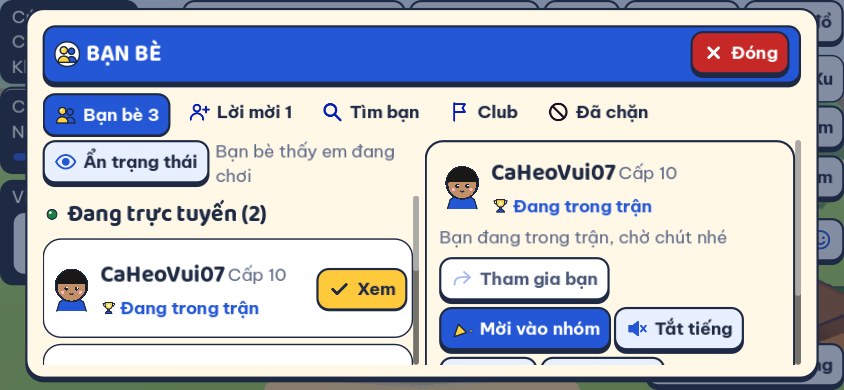 BẠN BÈ
Đóng
Bạn bè 3
Lời mời 1
Tìm bạn
Club
Đã chặn
Ẩn trạng thái
Bạn bè thấy em đang
chơi
Đang trực tuyến (2)
CaHeoVui07 Cấp 10
Đang trong trận
Xem
CaHeoVui07 Cấp 10
Đang trong trận
Bạn đang trong trận, chờ chút nhé
Tham gia bạn
Mời vào nhóm
Tắt tiếng